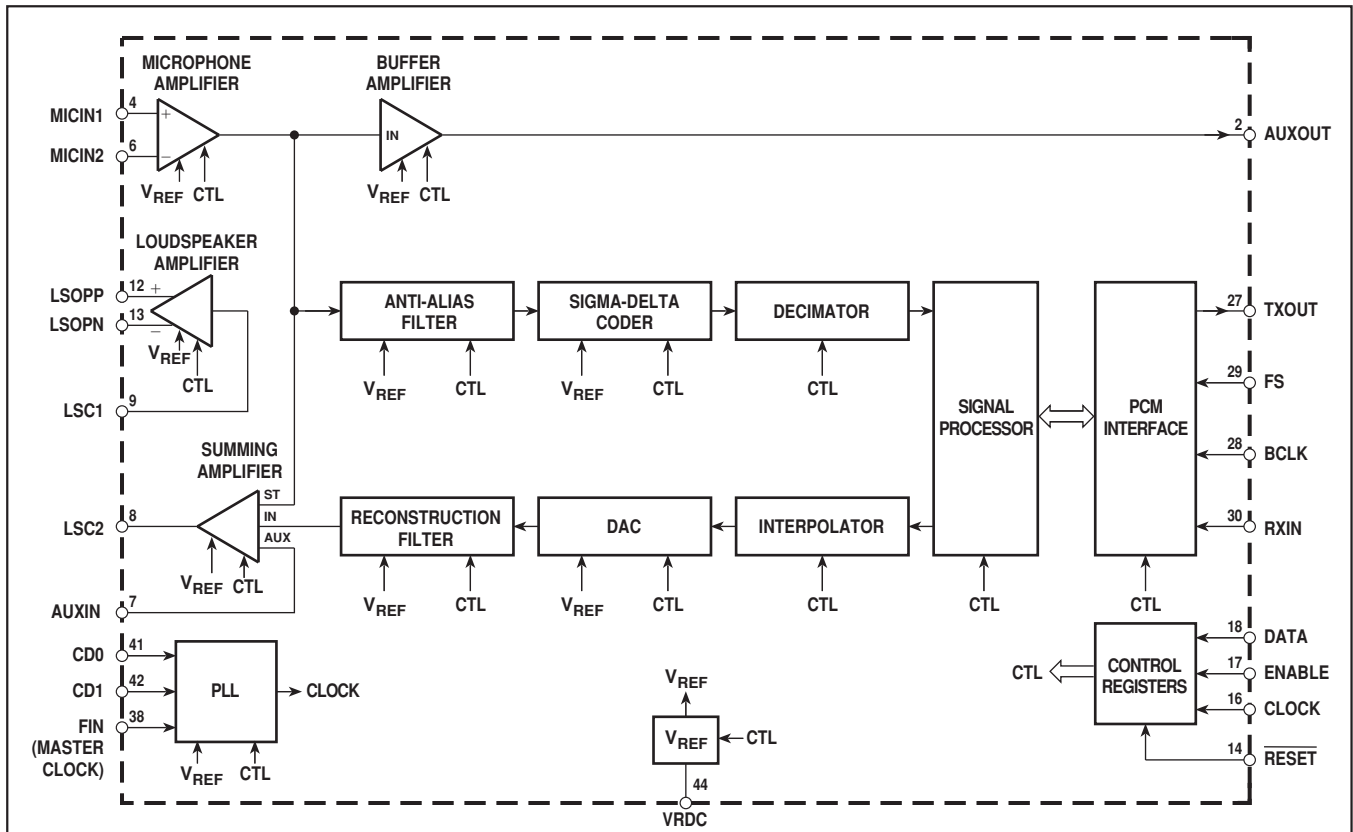 MICROPHONE
AMPLIFIER
BUFFER
AMPLIFIER
MICIN1
4
+
MICIN2
6
−
VREF
CTL
IN
VREF
CTL
2
AUXOUT
LOUDSPEAKER
AMPLIFIER
LSOPP
12
+
LSOPN
13
−
VREF
CTL
LSC1
9
ANTI-ALIAS
FILTER
VREF
CTL
SIGMA-DELTA
CODER
VREF
CTL
DECIMATOR
CTL
SIGNAL
PROCESSOR
CTL
PCM
INTERFACE
CTL
27
TXOUT
29
FS
28
BCLK
30
RXIN
SUMMING
AMPLIFIER
ST
IN
AUX
LSC2
8
VREF
CTL
AUXIN
7
RECONSTRUCTION
FILTER
VREF
CTL
DAC
VREF
CTL
INTERPOLATOR
CTL
CD0
41
CD1
42
FIN
38
(MASTER
CLOCK)
PLL
CLOCK
VREF
CTL
VREF
VREF
CTL
44
VRDC
CTL
CONTROL
REGISTERS
18
DATA
17
ENABLE
16
CLOCK
14
RESET